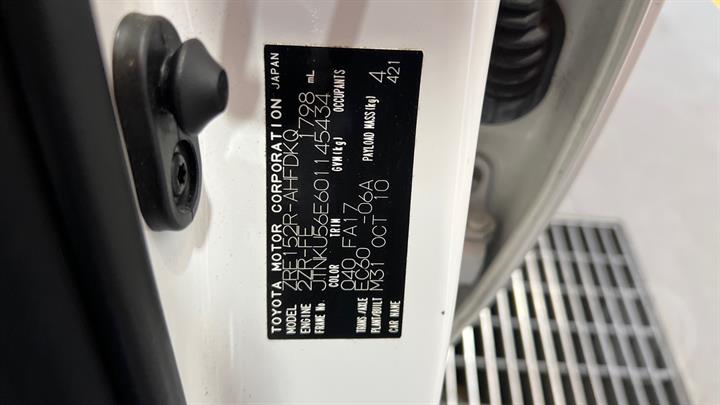 TOYOTA MOTOR CORPORATION JAPAN
MODEL ZRE152R-AHFDKQ
ENGINE 2ZR-FE 1798 mL
FRAME No. JTNKU56E601145434
COLOR TRIM GVM(kg) OCCUPANTS
040 FA17 4
TRANS/AXLE EC60 -06A PAYLOAD MASS(kg)
PLANT/BUILT M31 OCT 10 421
CAR NAME